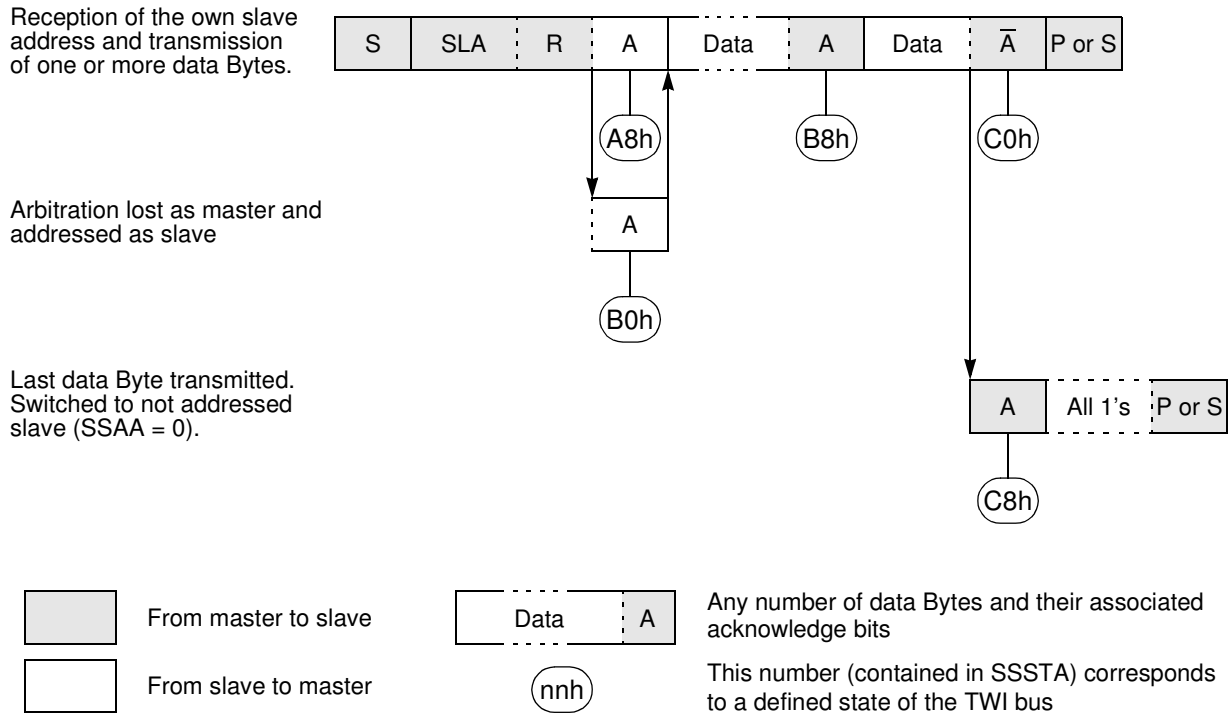 Reception of the own slave
address and transmission
of one or more data Bytes.
S SLA R A Data A Data A̅ P or S
A8h B8h C0h
Arbitration lost as master and
addressed as slave
A
B0h
Last data Byte transmitted.
Switched to not addressed
slave (SSAA = 0).
A All 1's P or S
C8h
From master to slave
Data A
Any number of data Bytes and their associated
acknowledge bits
From slave to master
nnh
This number (contained in SSSTA) corresponds
to a defined state of the TWI bus